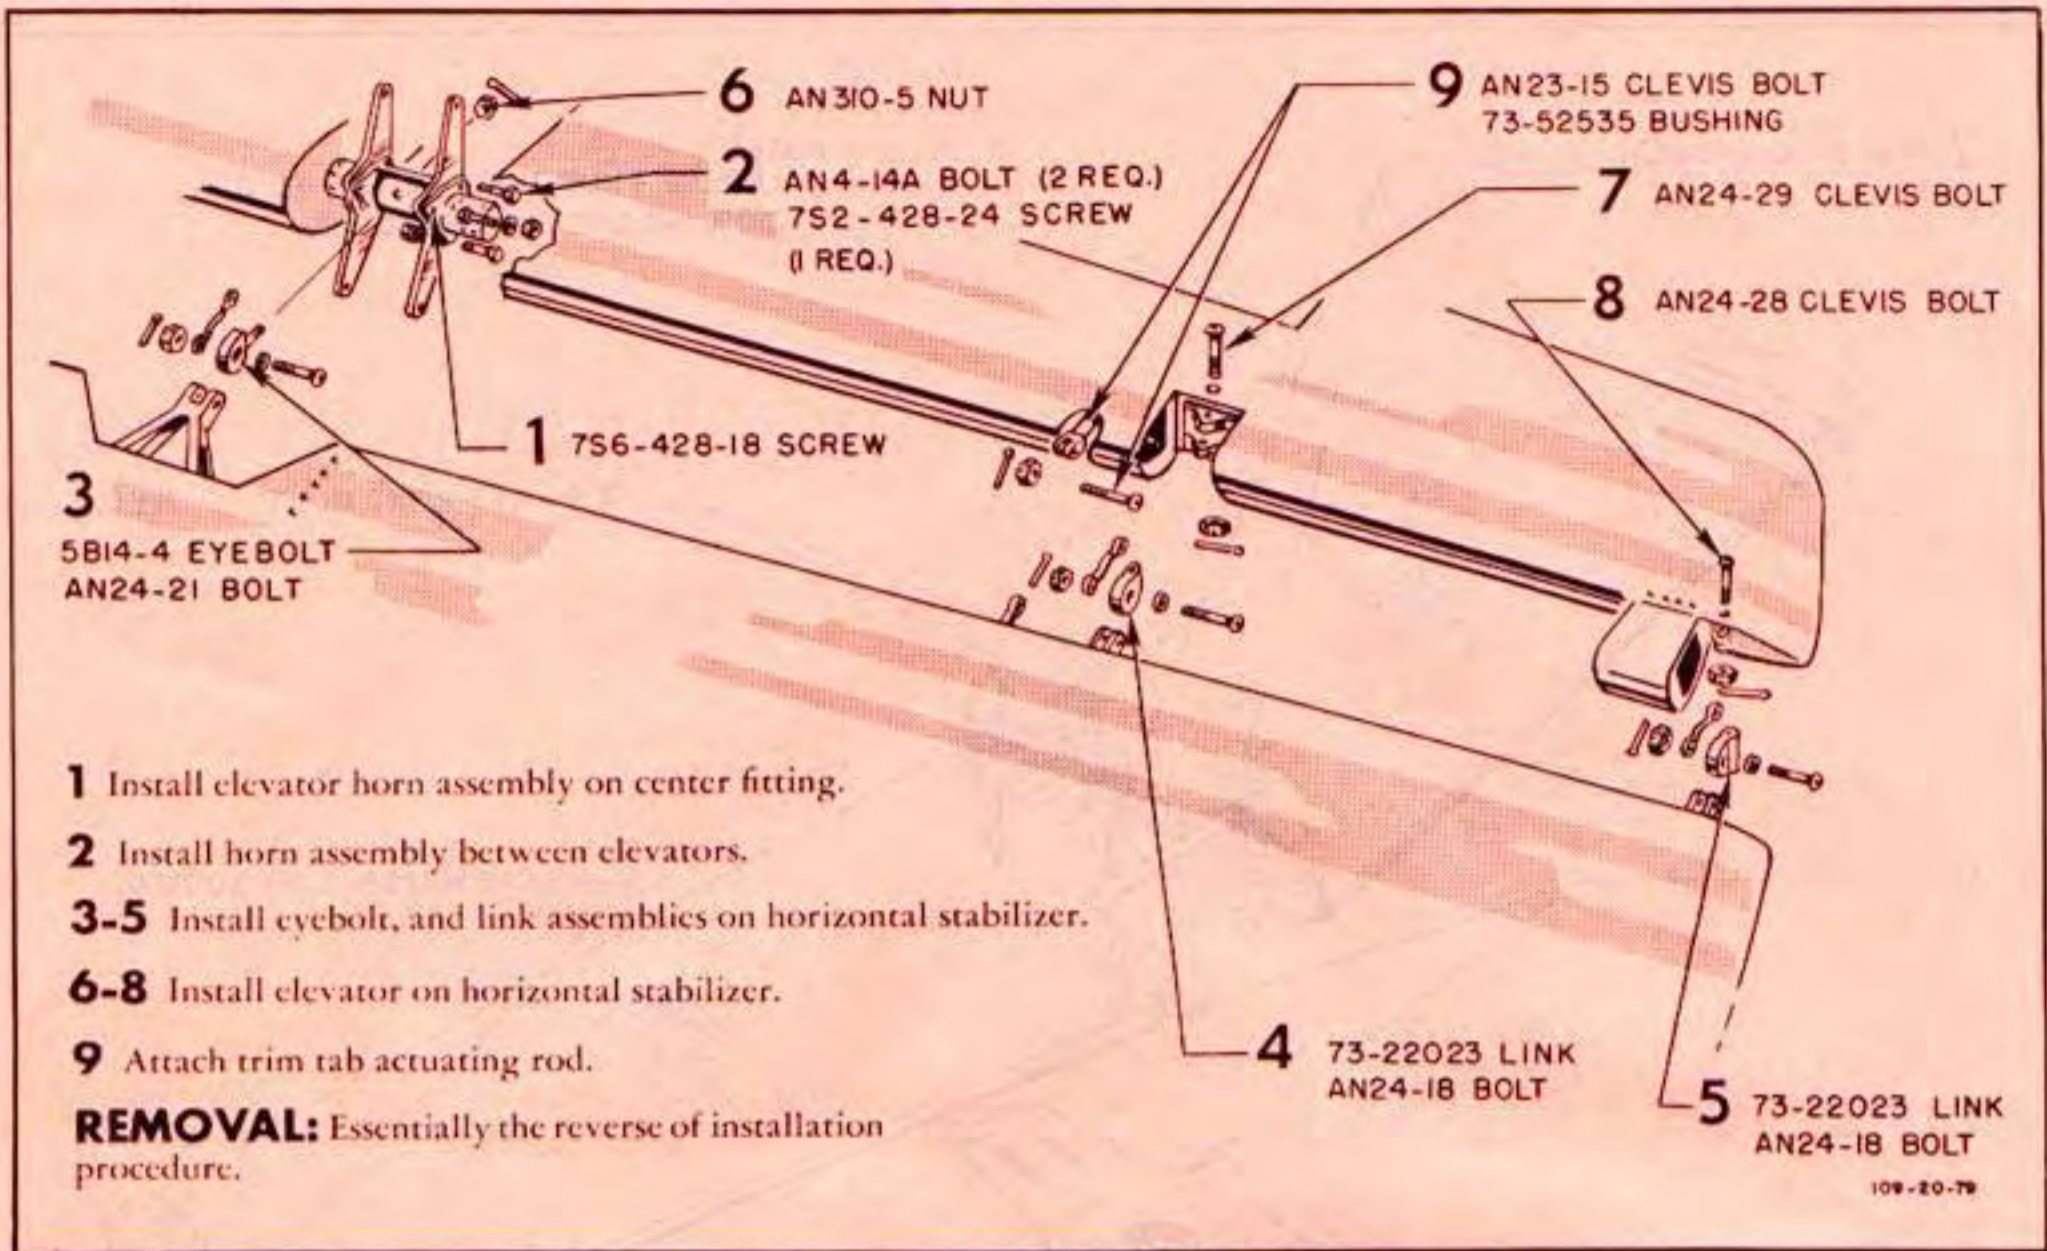 6 AN310-5 NUT
2 AN4-14A BOLT (2 REQ.)
7S2-428-24 SCREW
(1 REQ.)
9 AN23-15 CLEVIS BOLT
73-52535 BUSHING
7 AN24-29 CLEVIS BOLT
8 AN24-28 CLEVIS BOLT
1 7S6-428-18 SCREW
3
5B14-4 EYEBOLT
AN24-21 BOLT
1 Install elevator horn assembly on center fitting.
2 Install horn assembly between elevators.
3-5 Install eyebolt, and link assemblies on horizontal stabilizer.
6-8 Install elevator on horizontal stabilizer.
9 Attach trim tab actuating rod.
REMOVAL: Essentially the reverse of installation
procedure.
4 73-22023 LINK
AN24-18 BOLT
5 73-22023 LINK
AN24-18 BOLT
109-20-79